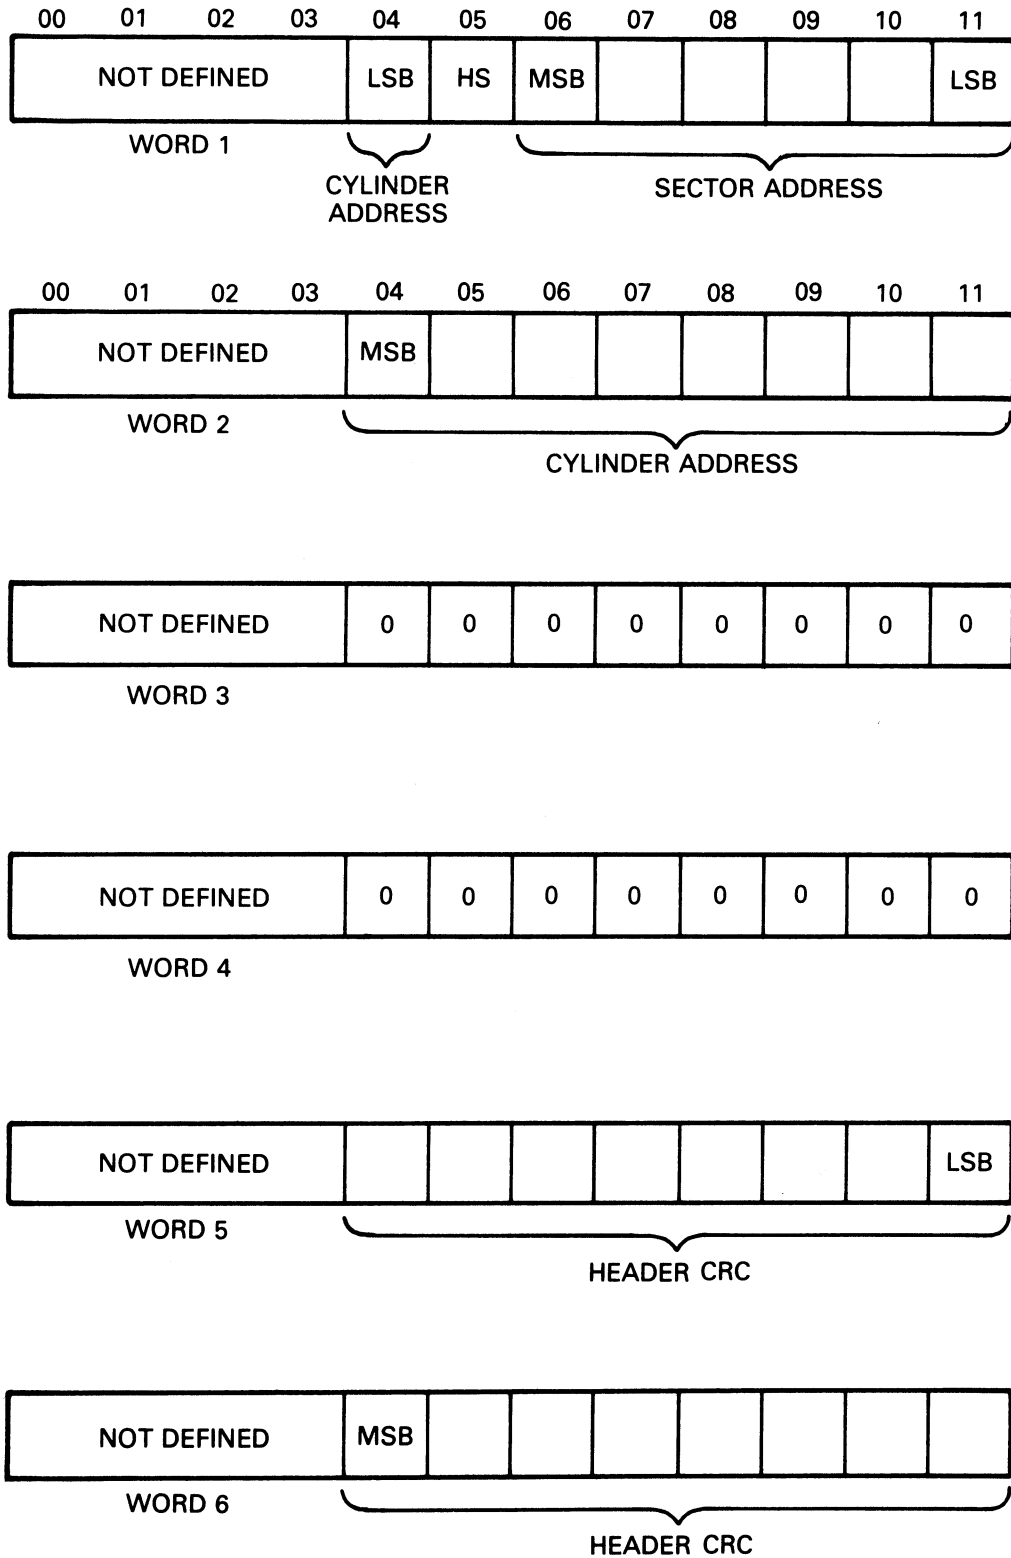 00 01 02 03 04 05 06 07 08 09 10 11
NOT DEFINED LSB HS MSB LSB
WORD 1
CYLINDER
ADDRESS
SECTOR ADDRESS
00 01 02 03 04 05 06 07 08 09 10 11
NOT DEFINED MSB
WORD 2
CYLINDER ADDRESS
NOT DEFINED 0 0 0 0 0 0 0 0
WORD 3
NOT DEFINED 0 0 0 0 0 0 0 0
WORD 4
NOT DEFINED LSB
WORD 5
HEADER CRC
NOT DEFINED MSB
WORD 6
HEADER CRC